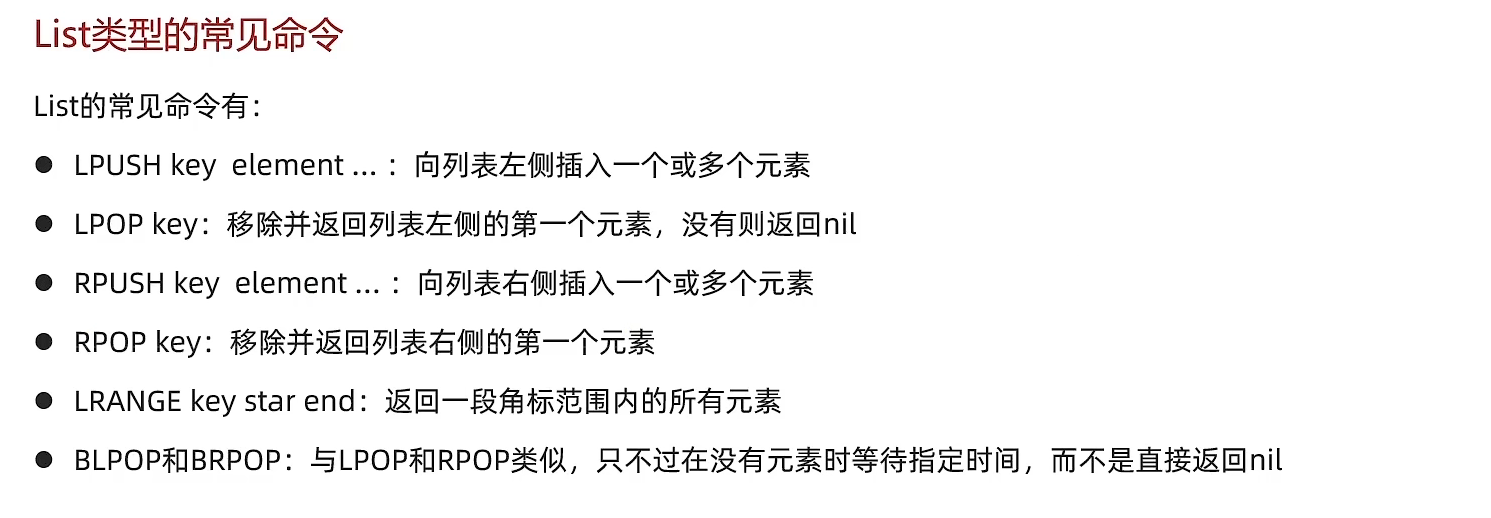 List类型的常见命令
List的常见命令有：
● LPUSH key  element ... ：向列表左侧插入一个或多个元素
● LPOP key：移除并返回列表左侧的第一个元素，没有则返回nil
● RPUSH key  element ... ：向列表右侧插入一个或多个元素
● RPOP key：移除并返回列表右侧的第一个元素
● LRANGE key star end：返回一段角标范围内的所有元素
● BLPOP和BRPOP：与LPOP和RPOP类似，只不过在没有元素时等待指定时间，而不是直接返回nil